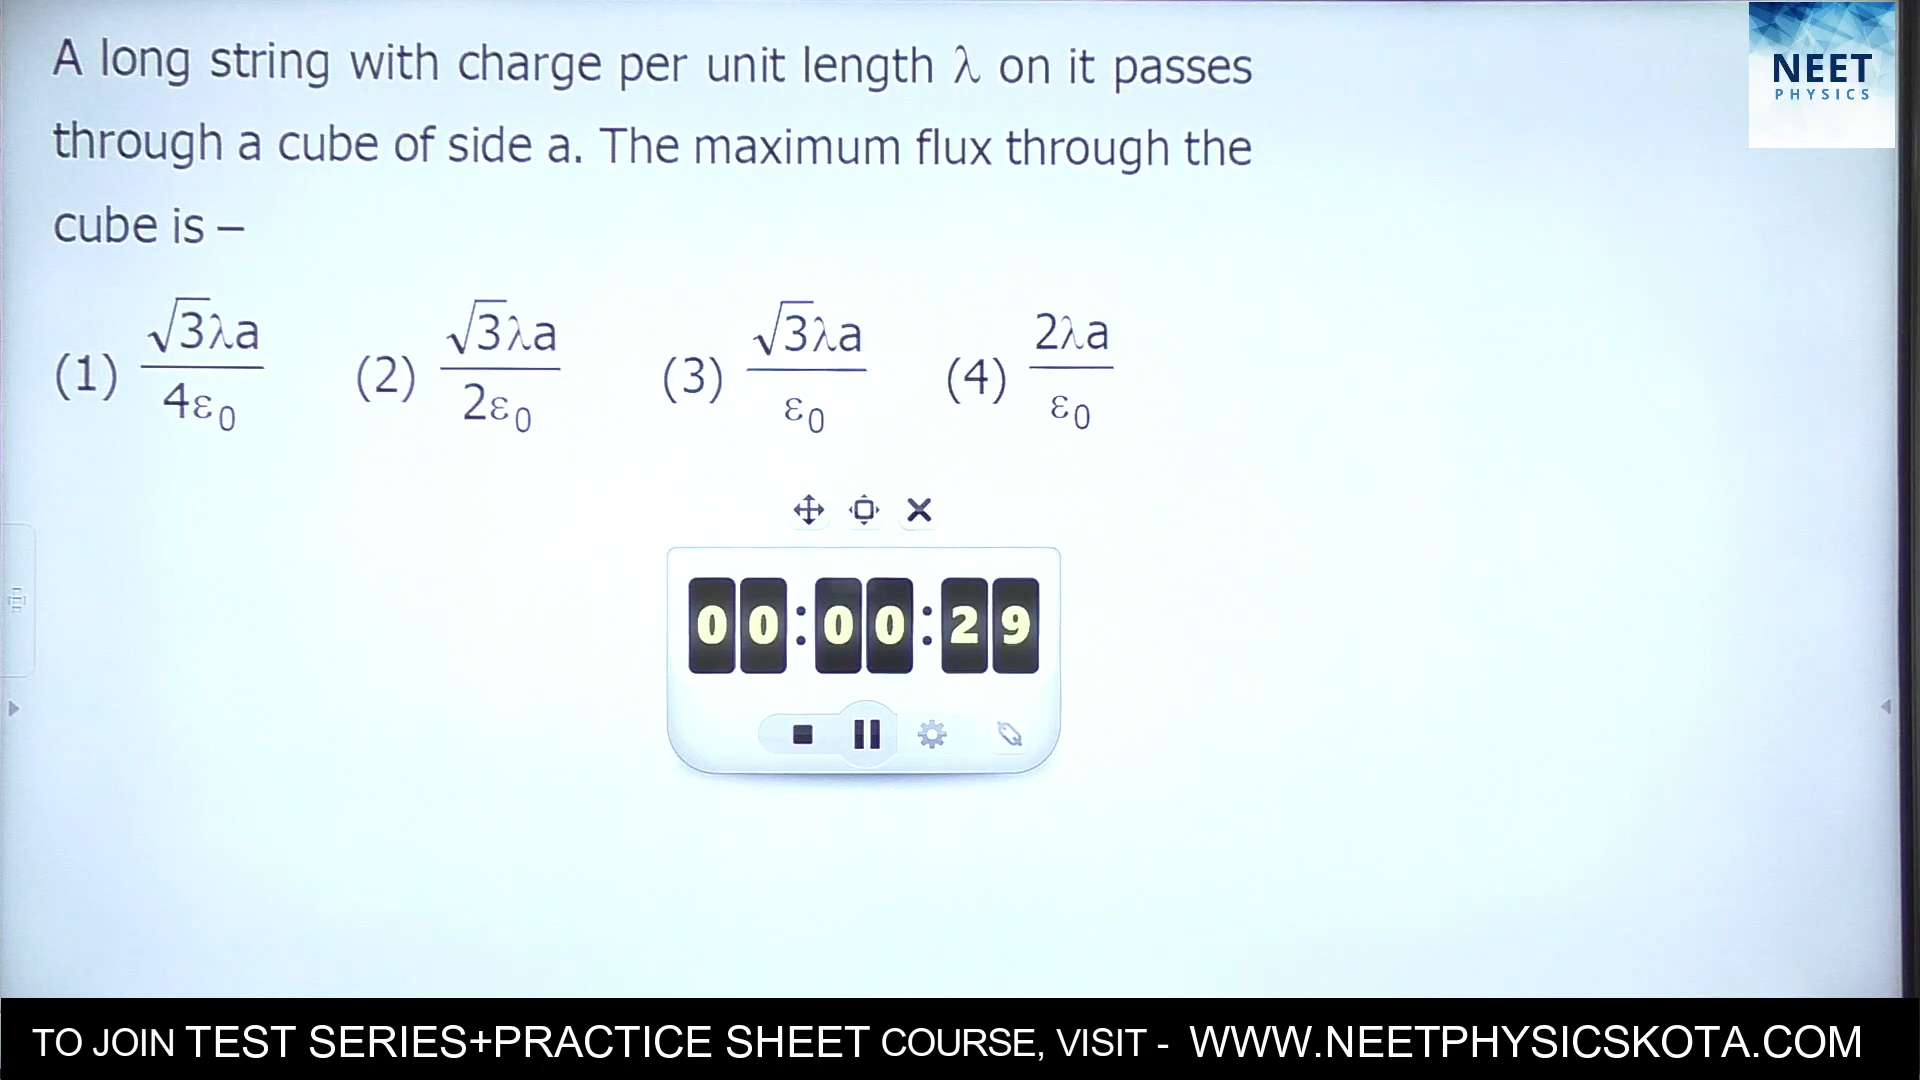 A long string with charge per unit length λ on it passes
through a cube of side a. The maximum flux through the
cube is –
(1) √3λa / 4ε₀ (2) √3λa / 2ε₀ (3) √3λa / ε₀ (4) 2λa / ε₀
00:00:29
NEET
PHYSICS
TO JOIN TEST SERIES+PRACTICE SHEET COURSE, VISIT - WWW.NEETPHYSICSKOTA.COM